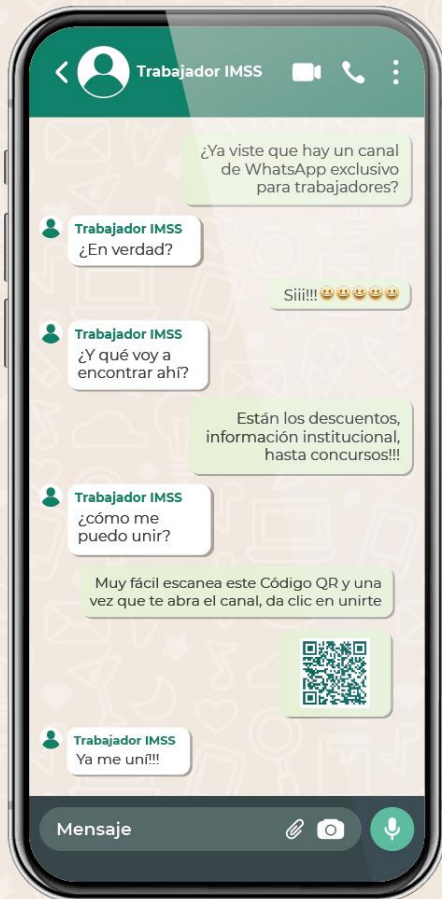 Trabajador IMSS
¿Ya viste que hay un canal
de WhatsApp exclusivo
para trabajadores?
Trabajador IMSS
¿En verdad?
Siii!!!😃😃😃😃😃
Trabajador IMSS
¿Y qué voy a
encontrar ahí?
Están los descuentos,
información institucional,
hasta concursos!!!
Trabajador IMSS
¿cómo me
puedo unir?
Muy fácil escanea este Código QR y una
vez que te abra el canal, da clic en unirte
Trabajador IMSS
Ya me uní!!!
Mensaje